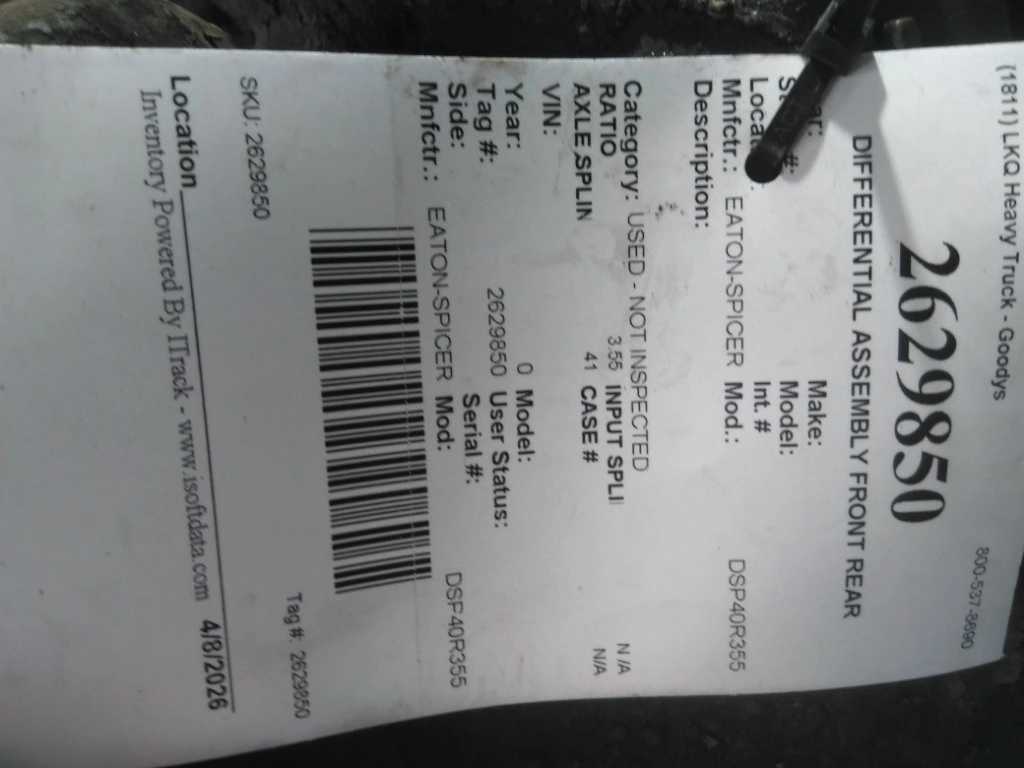 (1811) LKQ Heavy Truck - Goodys 800-537-8690
2629850
DIFFERENTIAL ASSEMBLY FRONT REAR
Make:
Model:
Int. #
Mnfctr.: EATON-SPICER Mod.: DSP40R355
Description:
Category: USED - NOT INSPECTED
RATIO 3.55 INPUT SPLI N/A
AXLE SPLIN 41 CASE # N/A
VIN:
Year: 0 Model:
Tag #: 2629850 User Status:
Side: Serial #:
Mnfctr.: EATON-SPICER Mod: DSP40R355
SKU: 2629850 Tag#: 2629850
Location 4/8/2026
Inventory Powered By ITrack - www.isoftdata.com